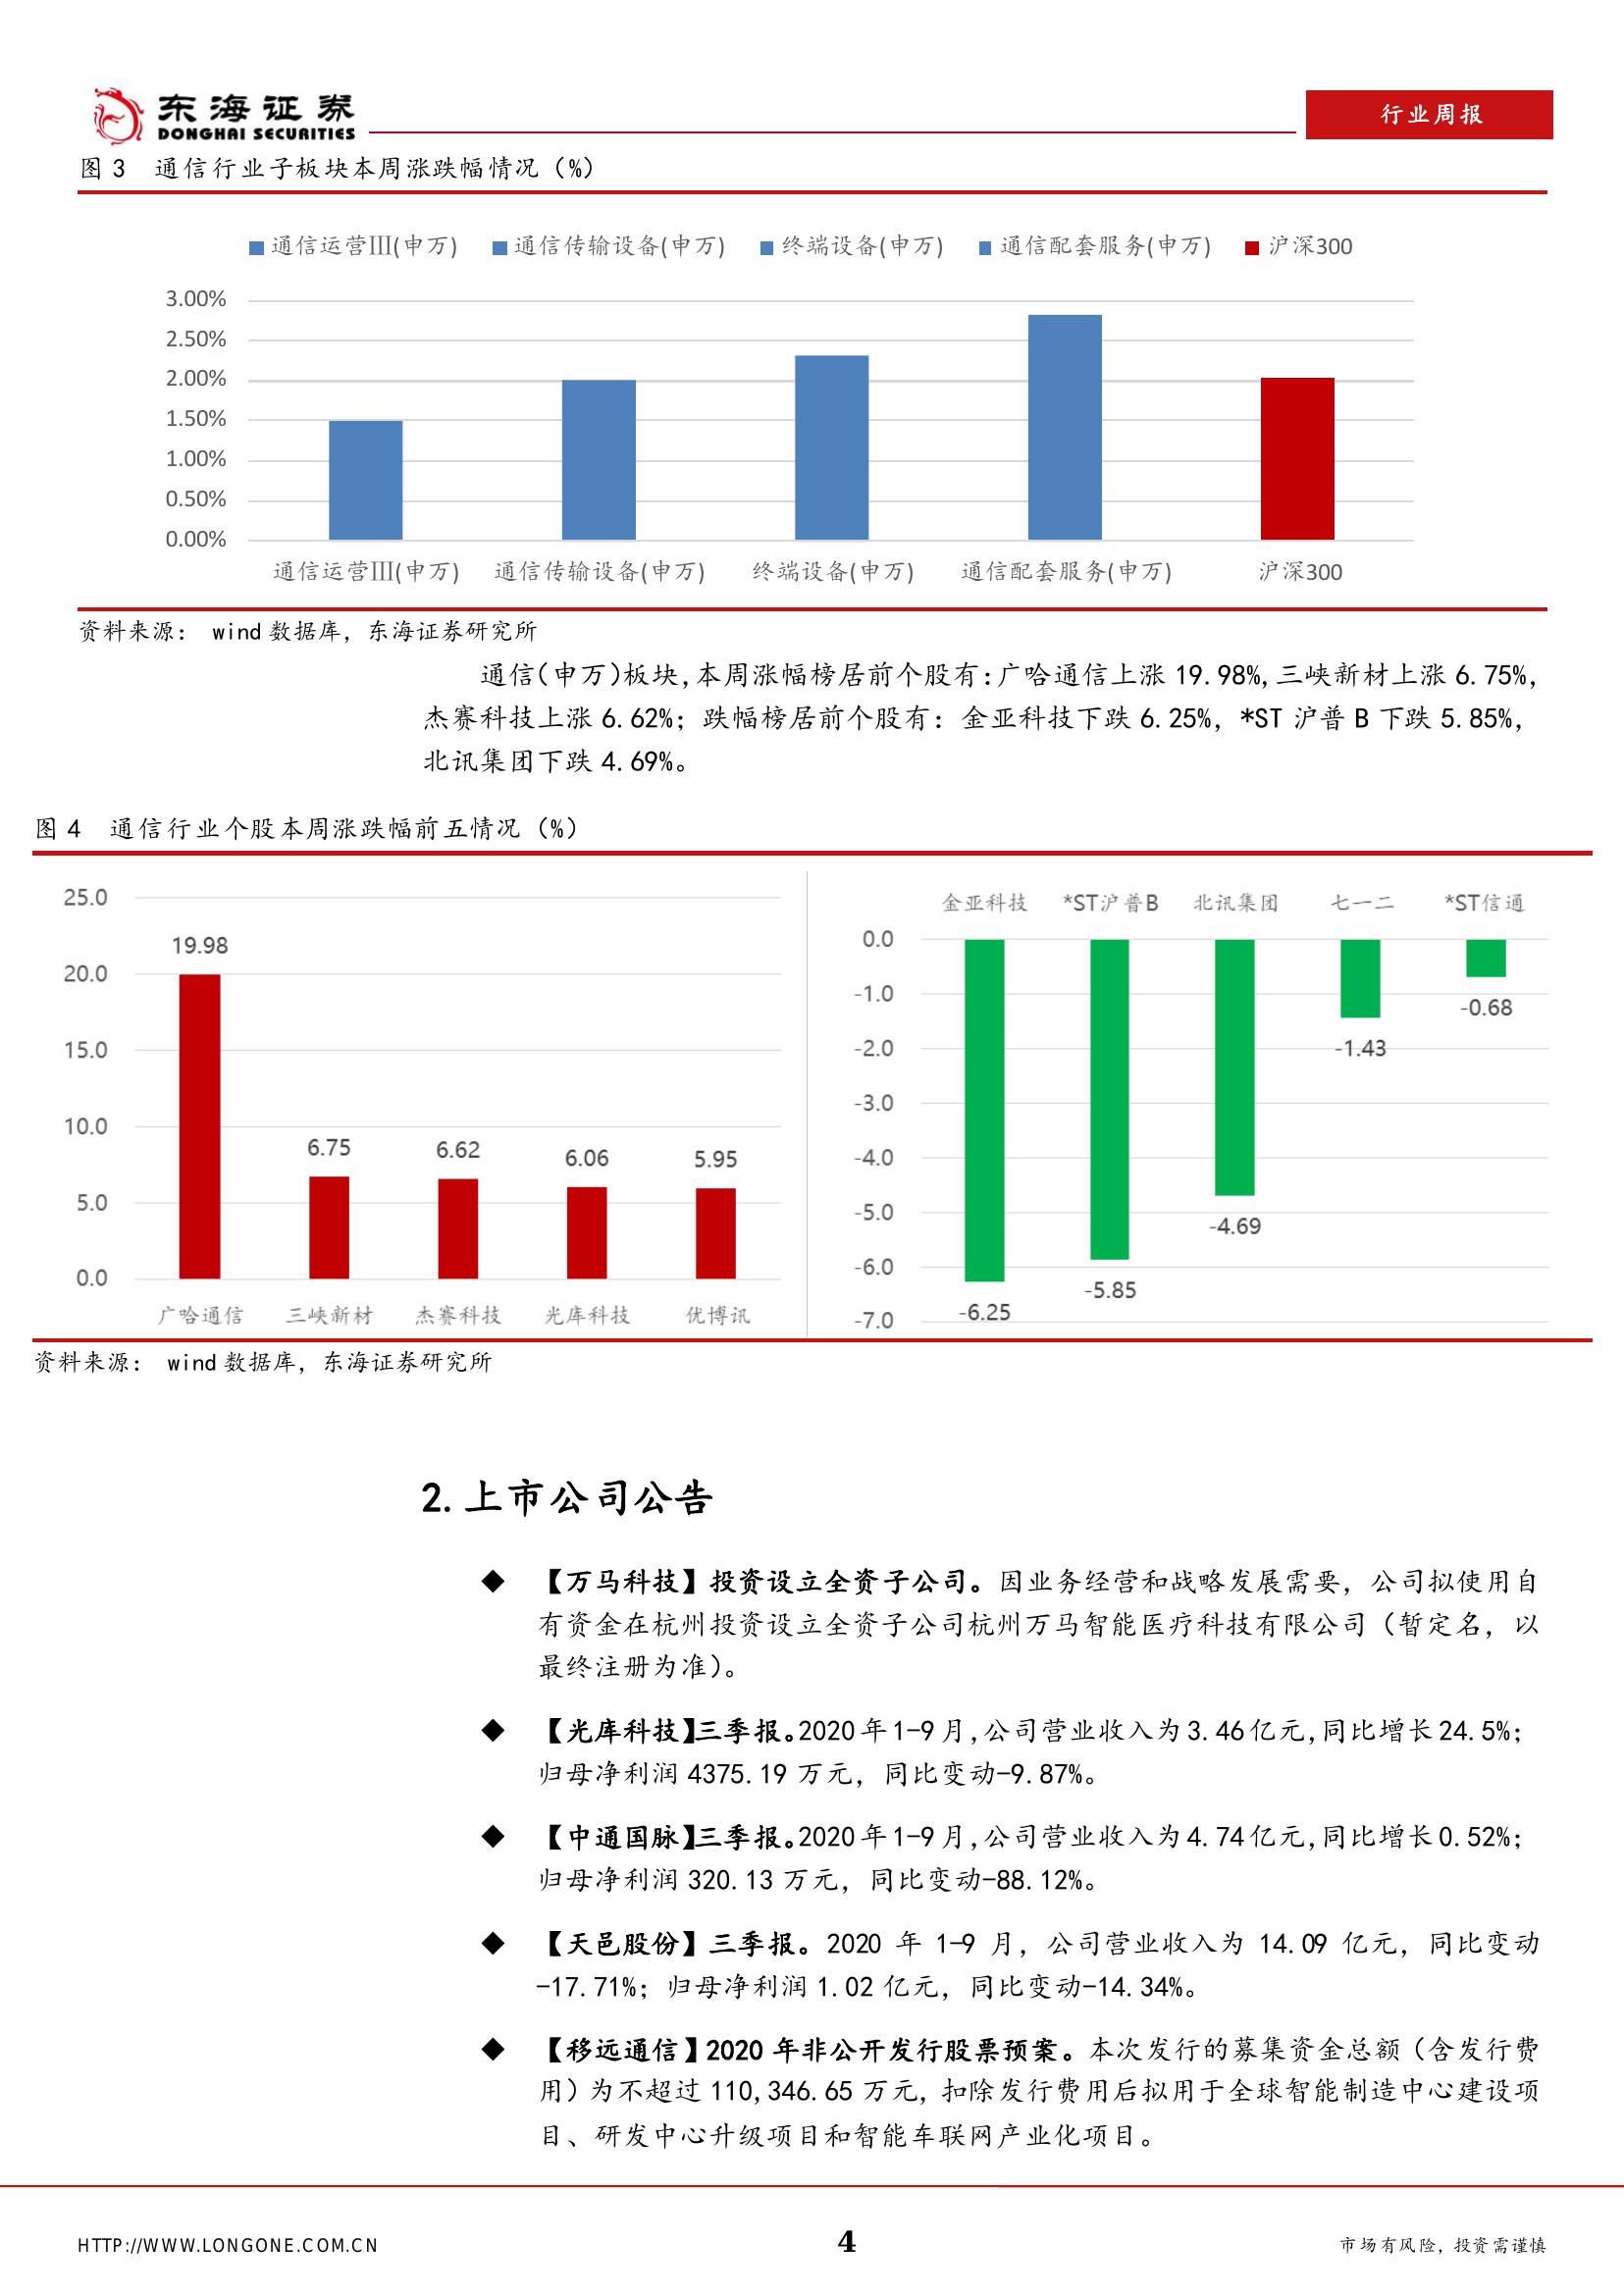 东海证券
DONGHAI SECURITIES
行业周报
图 3 通信行业子板块本周涨跌幅情况（%）
通信运营III(申万) 通信传输设备(申万) 终端设备(申万) 通信配套服务(申万) 沪深300
3.00%
2.50%
2.00%
1.50%
1.00%
0.50%
0.00%
通信运营III(申万) 通信传输设备(申万) 终端设备(申万) 通信配套服务(申万) 沪深300
资料来源： wind 数据库，东海证券研究所
通信（申万）板块，本周涨幅榜居前个股有：广哈通信上涨 19.98%，三峡新材上涨 6.75%，
杰赛科技上涨 6.62%；跌幅榜居前个股有：金亚科技下跌 6.25%，*ST 沪普 B 下跌 5.85%，
北讯集团下跌 4.69%。
图 4 通信行业个股本周涨跌幅前五情况（%）
25.0
20.0
15.0
10.0
5.0
0.0
19.98
6.75
6.62
6.06
5.95
广哈通信 三峡新材 杰赛科技 光库科技 优博讯
金亚科技 *ST沪普B 北讯集团 七一二 *ST信通
0.0
-1.0
-2.0
-3.0
-4.0
-5.0
-6.0
-7.0
-6.25
-5.85
-4.69
-1.43
-0.68
资料来源： wind 数据库，东海证券研究所
2. 上市公司公告
◆ 【万马科技】投资设立全资子公司。因业务经营和战略发展需要，公司拟使用自
有资金在杭州投资设立全资子公司杭州万马智能医疗科技有限公司（暂定名，以
最终注册为准）。
◆ 【光库科技】三季报。2020 年 1-9 月，公司营业收入为 3.46 亿元，同比增长 24.5%；
归母净利润 4375.19 万元，同比变动-9.87%。
◆ 【中通国脉】三季报。2020 年 1-9 月，公司营业收入为 4.74 亿元，同比增长 0.52%；
归母净利润 320.13 万元，同比变动-88.12%。
◆ 【天邑股份】三季报。2020 年 1-9 月，公司营业收入为 14.09 亿元，同比变动
-17.71%；归母净利润 1.02 亿元，同比变动-14.34%。
◆ 【移远通信】2020 年非公开发行股票预案。本次发行的募集资金总额（含发行费
用）为不超过 110,346.65 万元，扣除发行费用后拟用于全球智能制造中心建设项
目、研发中心升级项目和智能车联网产业化项目。
HTTP://WWW.LONGONE.COM.CN
4
市场有风险，投资需谨慎